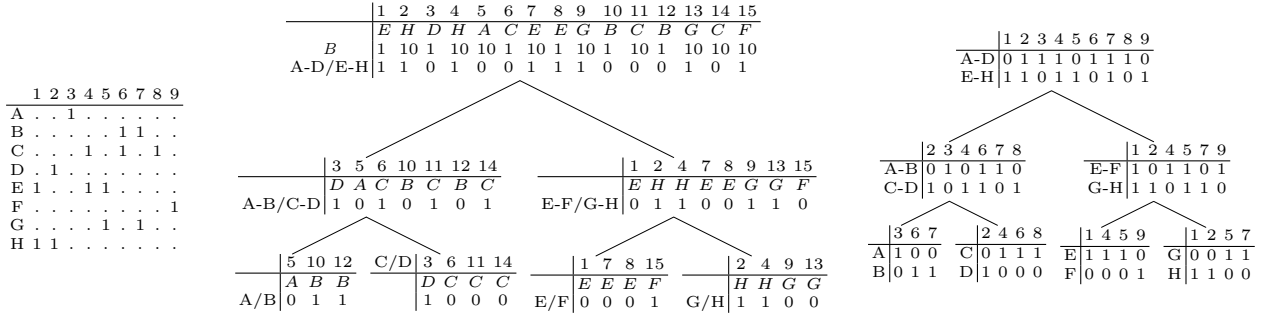 1 2 3 4 5 6 7 8 9
A . . 1 . . . . . .
B . . . . . 1 1 . .
C . . . 1 . 1 . 1 .
D . 1 . . . . . . .
E 1 . . 1 1 . . . .
F . . . . . . . . 1
G . . . . 1 . 1 . .
H 1 1 . . . . . . .
1 2 3 4 5 6 7 8 9 10 11 12 13 14 15
E H D H A C E E G B C B G C F
B 1 10 1 10 10 1 10 1 10 1 10 1 10 10 10
A-D/E-H 1 1 0 1 0 0 1 1 1 0 0 0 1 0 1
3 5 6 10 11 12 14
D A C B C B C
A-B/C-D 1 0 1 0 1 0 1
1 2 4 7 8 9 13 15
E H H E E G G F
E-F/G-H 0 1 1 0 0 1 1 0
5 10 12
A B B
A/B 0 1 1
C/D 3 6 11 14
D C C C
1 0 0 0
1 7 8 15
E E E F
E/F 0 0 0 1
2 4 9 13
H H G G
G/H 1 1 0 0
1 2 3 4 5 6 7 8 9
A-D 0 1 1 1 0 1 1 1 0
E-H 1 1 0 1 1 0 1 0 1
2 3 4 6 7 8
A-B 0 1 0 1 1 0
C-D 1 0 1 1 0 1
1 2 4 5 7 9
E-F 1 0 1 1 0 1
G-H 1 1 0 1 1 0
3 6 7
A 1 0 0
B 0 1 1
2 4 6 8
C 0 1 1 1
D 1 0 0 0
1 4 5 9
E 1 1 1 0
F 0 0 0 1
1 2 5 7
G 0 0 1 1
H 1 1 0 0